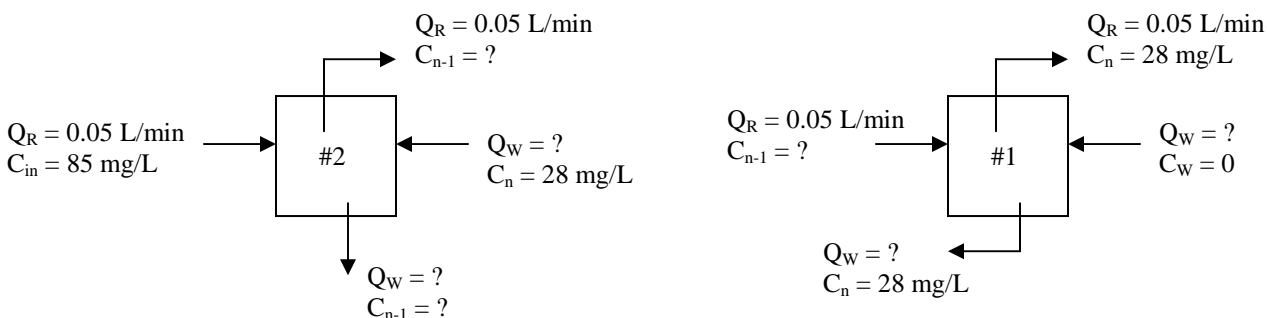 Q_R = 0.05 L/min
C_n-1 = ?
Q_R = 0.05 L/min
C_in = 85 mg/L
#2
Q_W = ?
C_n = 28 mg/L
Q_W = ?
C_n-1 = ?
Q_R = 0.05 L/min
C_n = 28 mg/L
Q_R = 0.05 L/min
C_n-1 = ?
#1
Q_W = ?
C_W = 0
Q_W = ?
C_n = 28 mg/L